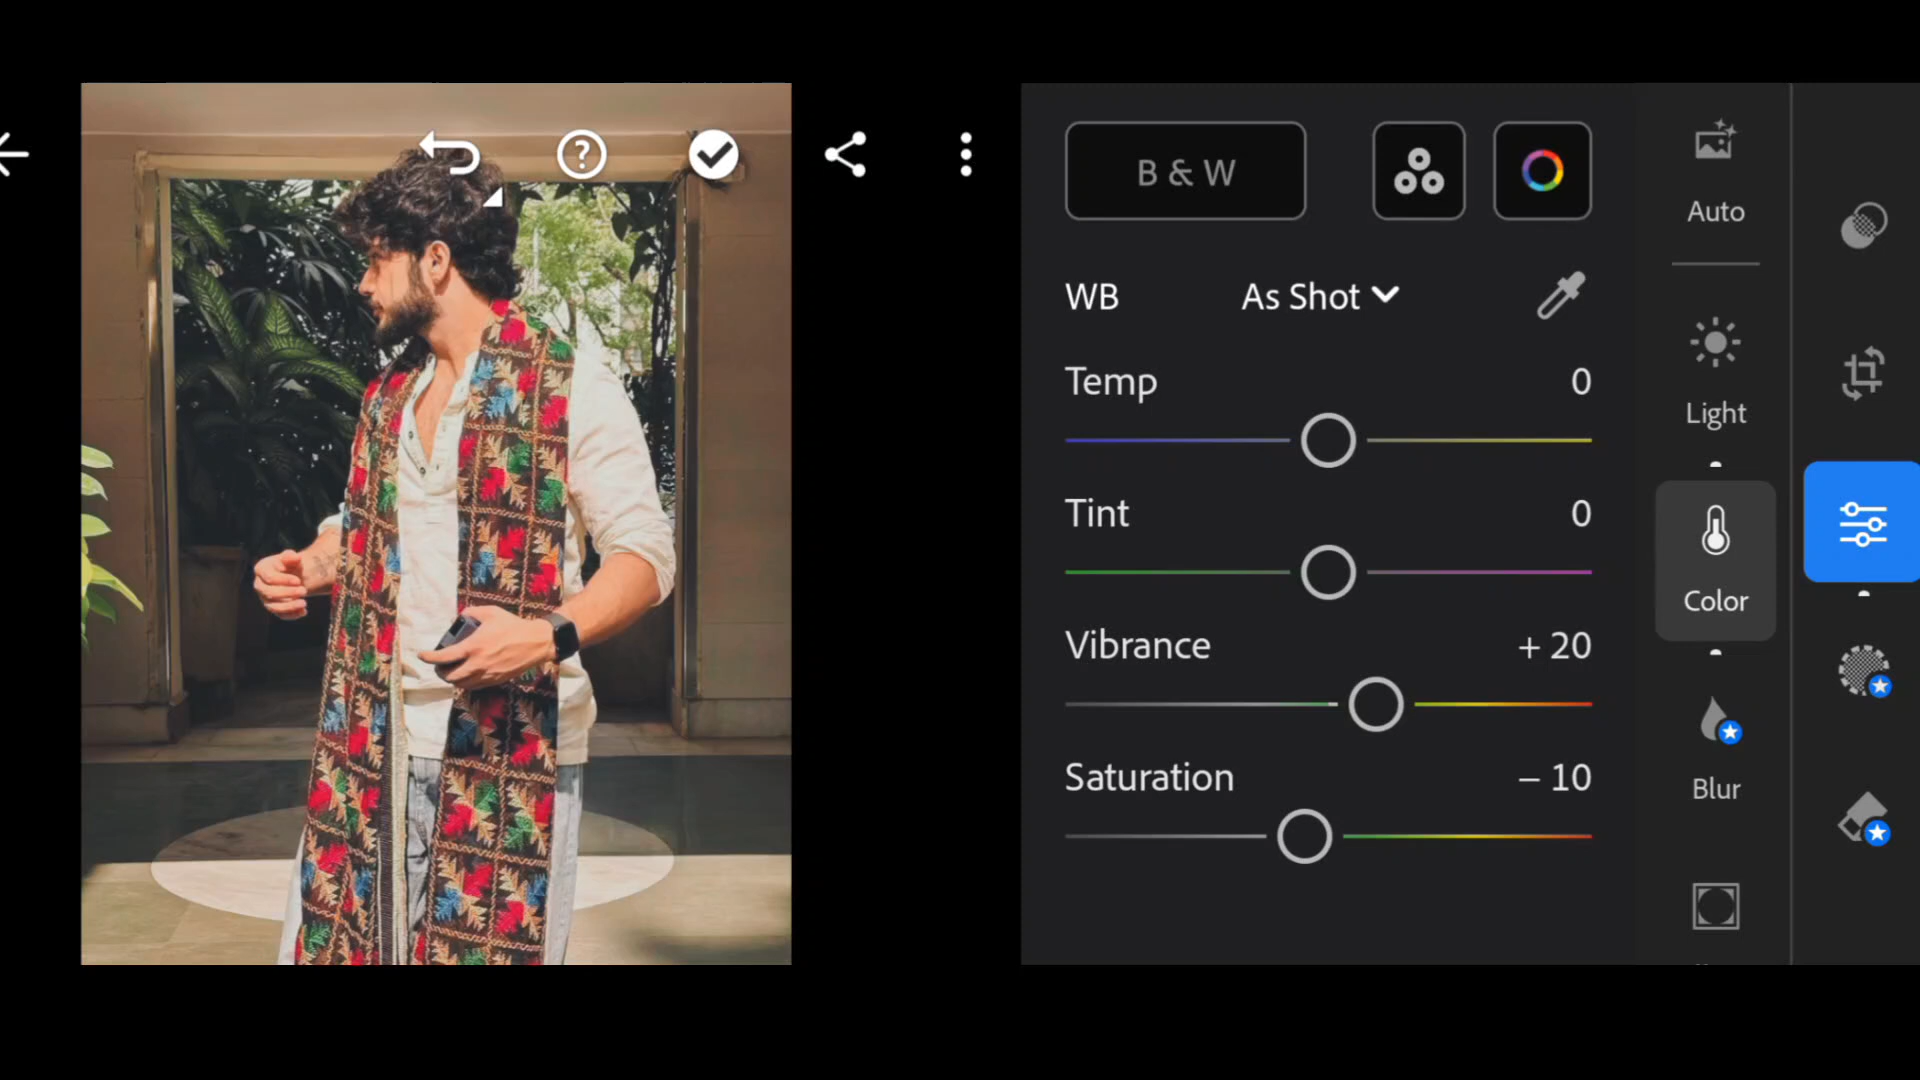 B & W
WB As Shot
Temp 0
Tint 0
Vibrance + 20
Saturation – 10
Auto
Light
Color
Blur